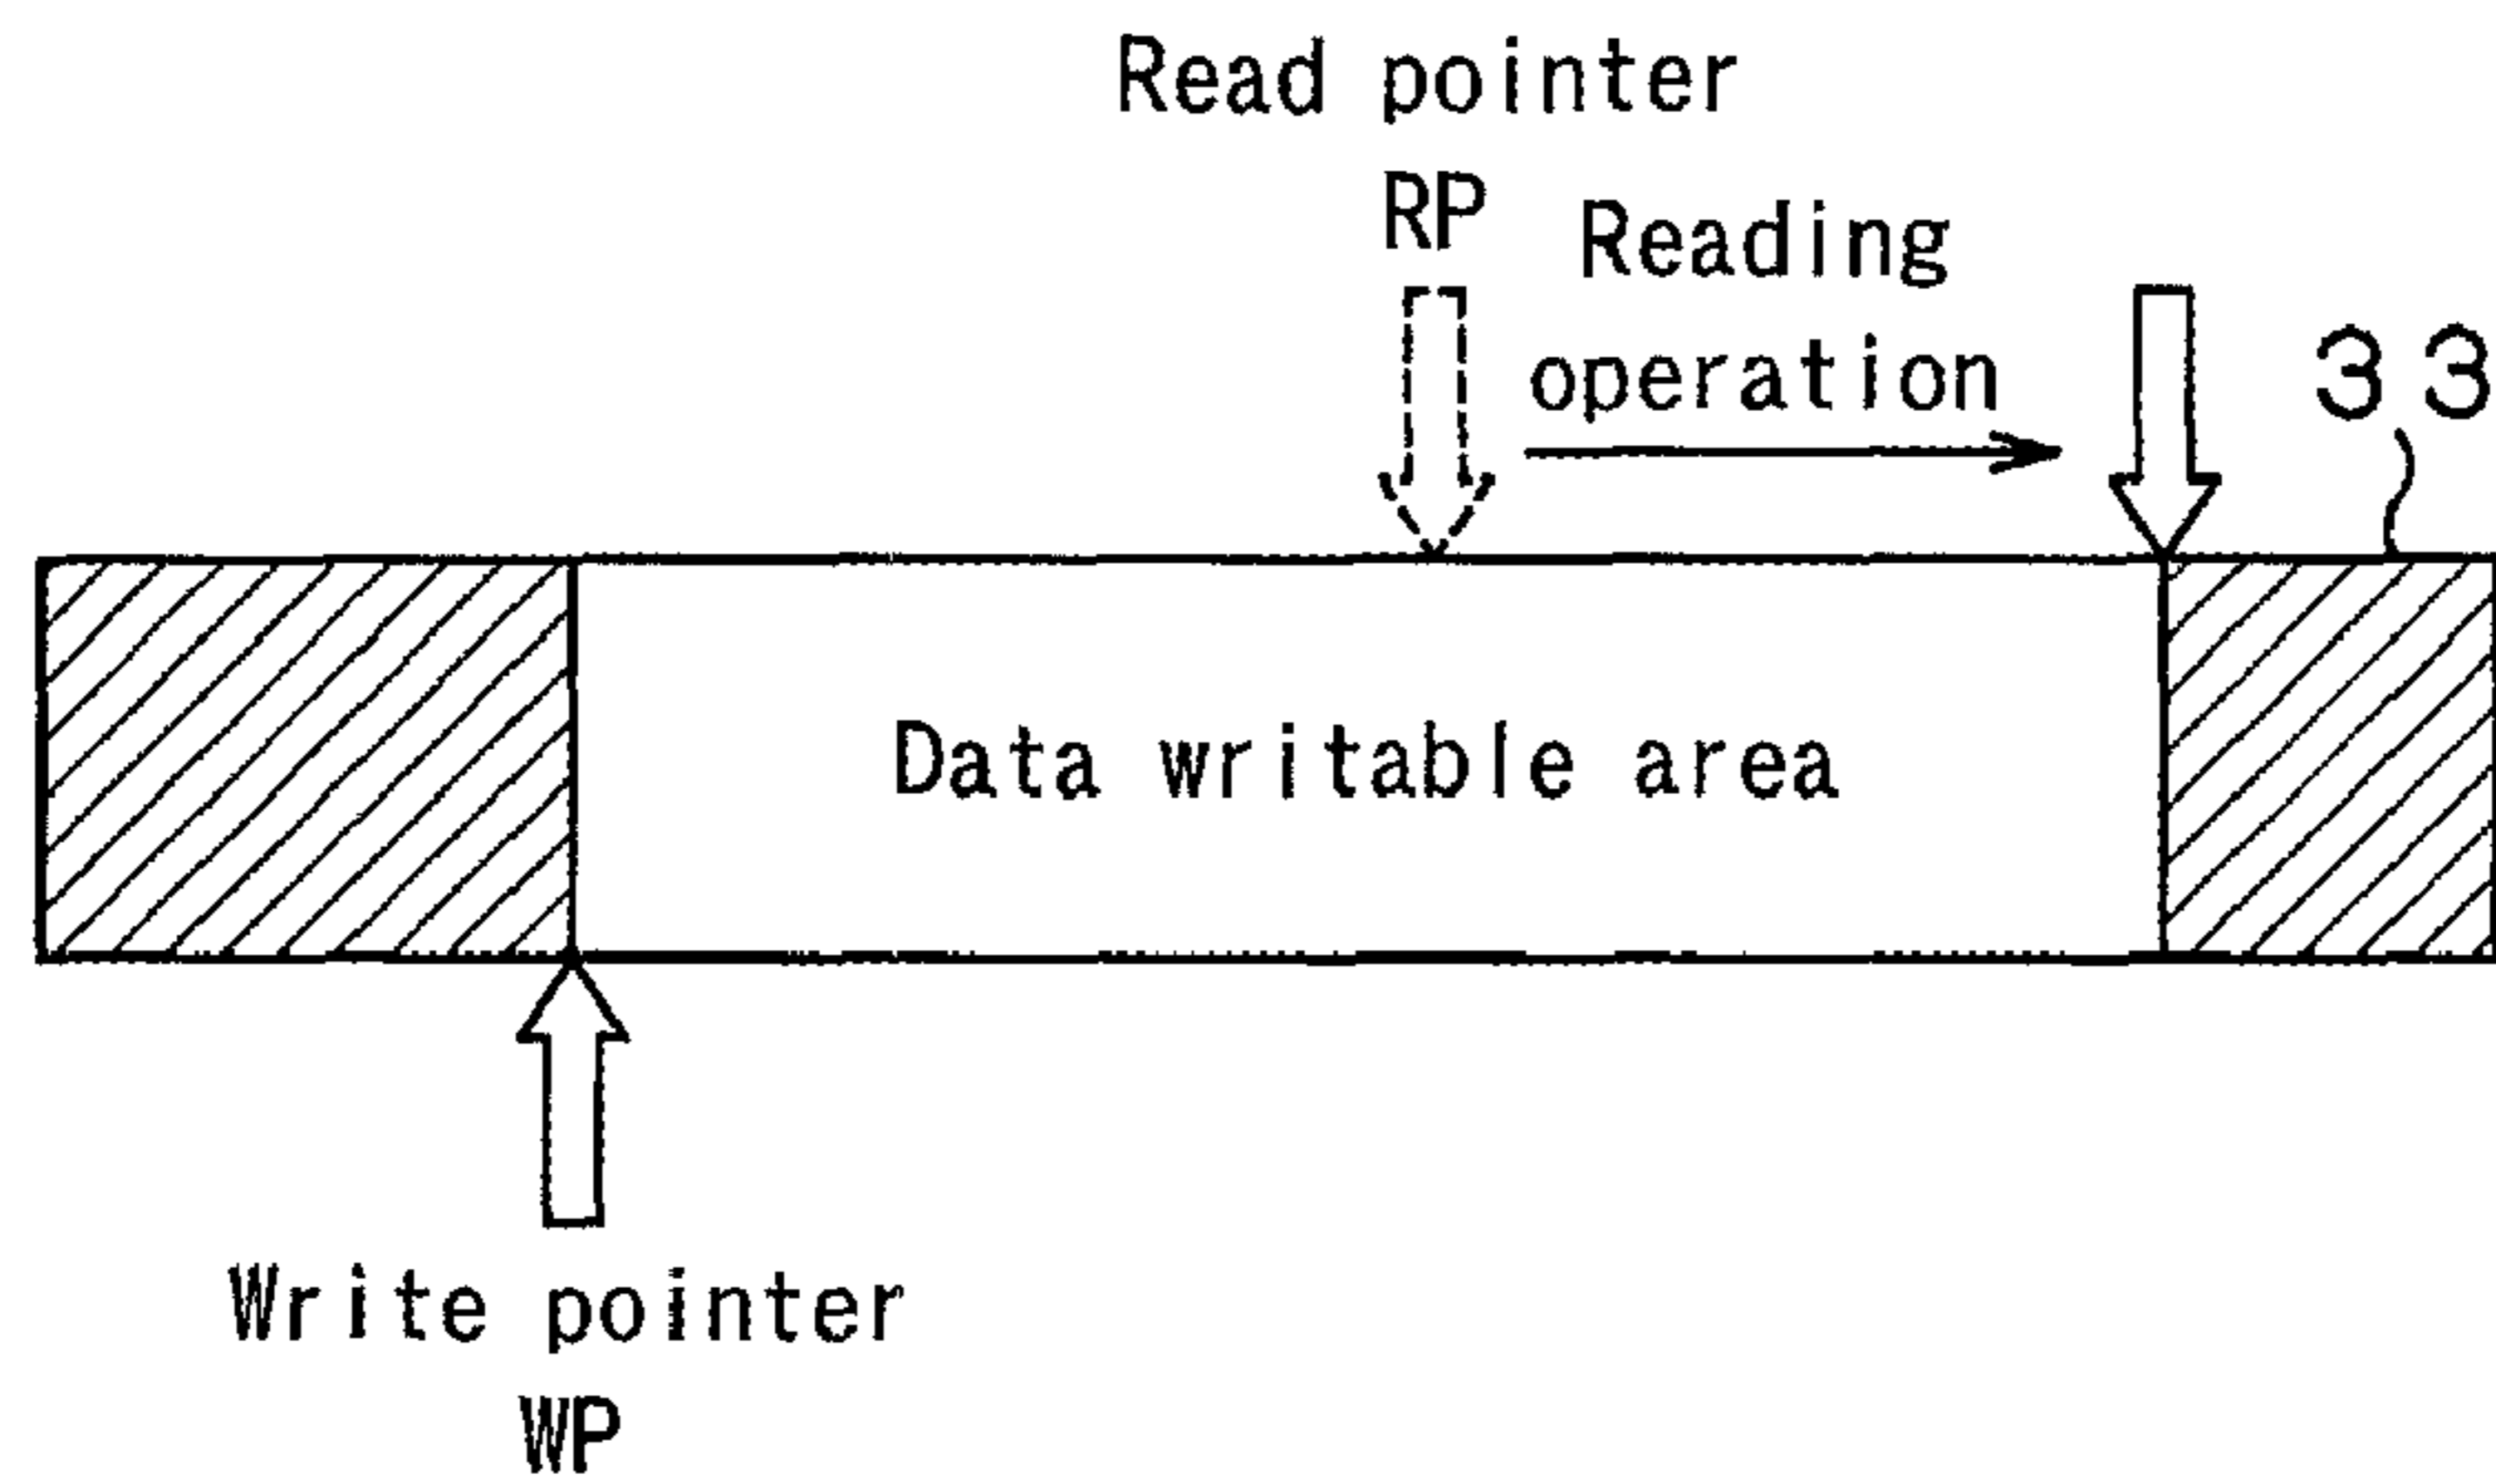 Read pointer
RP
Reading
operation
33
Data writable area
Write pointer
WP